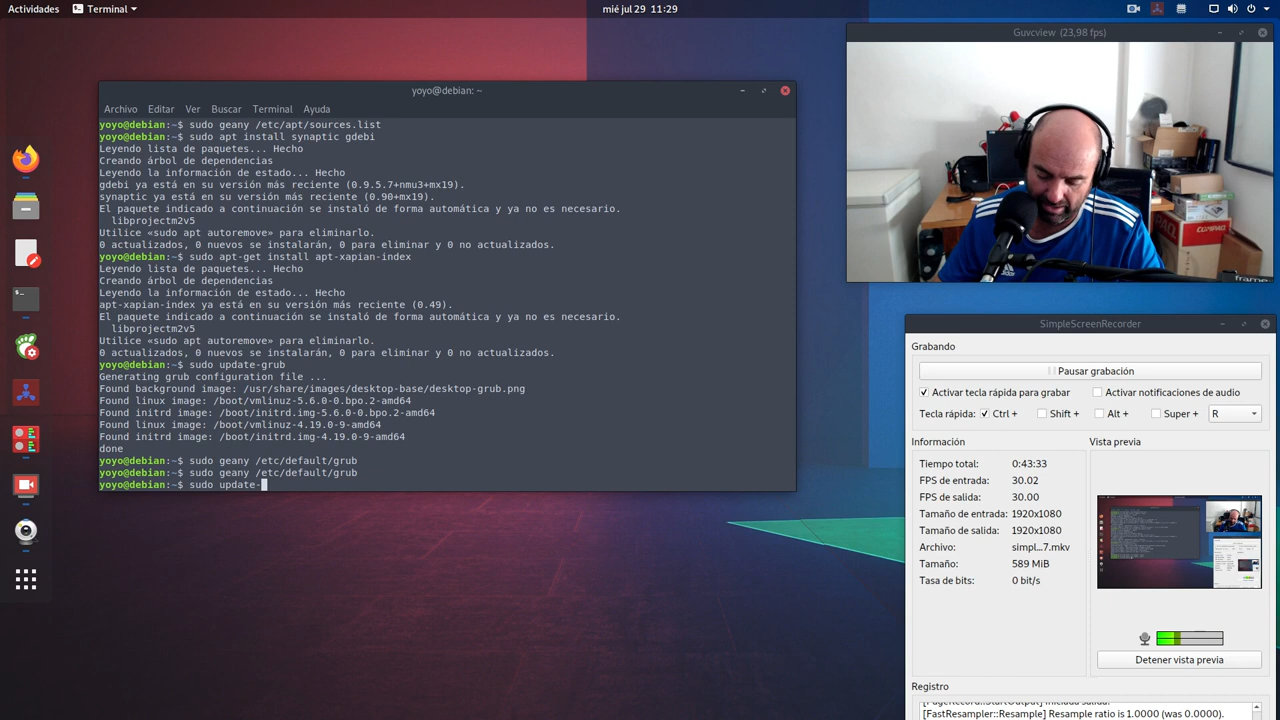 Actividades
Terminal
mié jul 29 11:29
Guvcview (23,98 fps)
yoyo@debian: ~
Archivo Editar Ver Buscar Terminal Ayuda
yoyo@debian:~$ sudo geany /etc/apt/sources.list
yoyo@debian:~$ sudo apt install synaptic gdebi
Leyendo lista de paquetes... Hecho
Creando árbol de dependencias
Leyendo la información de estado... Hecho
gdebi ya está en su versión más reciente (0.9.5.7+nmu3+mx19).
synaptic ya está en su versión más reciente (0.90+mx19).
El paquete indicado a continuación se instaló de forma automática y ya no es necesario.
libprojectm2v5
Utilice «sudo apt autoremove» para eliminarlo.
0 actualizados, 0 nuevos se instalarán, 0 para eliminar y 0 no actualizados.
yoyo@debian:~$ sudo apt-get install apt-xapian-index
Leyendo lista de paquetes... Hecho
Creando árbol de dependencias
Leyendo la información de estado... Hecho
apt-xapian-index ya está en su versión más reciente (0.49).
El paquete indicado a continuación se instaló de forma automática y ya no es necesario.
libprojectm2v5
Utilice «sudo apt autoremove» para eliminarlo.
0 actualizados, 0 nuevos se instalarán, 0 para eliminar y 0 no actualizados.
yoyo@debian:~$ sudo update-grub
Generating grub configuration file ...
Found background image: /usr/share/images/desktop-base/desktop-grub.png
Found linux image: /boot/vmlinuz-5.6.0-0.bpo.2-amd64
Found initrd image: /boot/initrd.img-5.6.0-0.bpo.2-amd64
Found linux image: /boot/vmlinuz-4.19.0-9-amd64
Found initrd image: /boot/initrd.img-4.19.0-9-amd64
done
yoyo@debian:~$ sudo geany /etc/default/grub
yoyo@debian:~$ sudo geany /etc/default/grub
yoyo@debian:~$ sudo update-
COMPAQ
frame
SimpleScreenRecorder
Grabando
Pausar grabación
Activar tecla rápida para grabar
Activar notificaciones de audio
Tecla rápida: Ctrl + Shift + Alt + Super + R
Información
Tiempo total: 0:43:33
FPS de entrada: 30.02
FPS de salida: 30.00
Tamaño de entrada: 1920x1080
Tamaño de salida: 1920x1080
Archivo: simpl...7.mkv
Tamaño: 589 MiB
Tasa de bits: 0 bit/s
Vista previa
Detener vista previa
Registro
[PageRecord::StartOutput] Iniciada salida.
[FastResampler::Resample] Resample ratio is 1.0000 (was 0.0000).